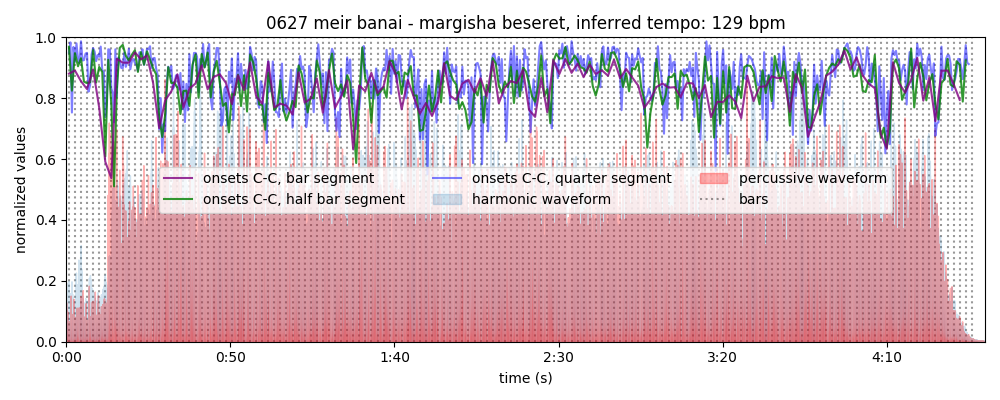 0627 meir banai - margisha beseret, inferred tempo: 129 bpm
1.0
0.8
0.6
0.4
0.2
0.0
normalized values
onsets C-C, bar segment
onsets C-C, half bar segment
onsets C-C, quarter segment
harmonic waveform
percussive waveform
bars
0:00 0:50 1:40 2:30 3:20 4:10
time (s)